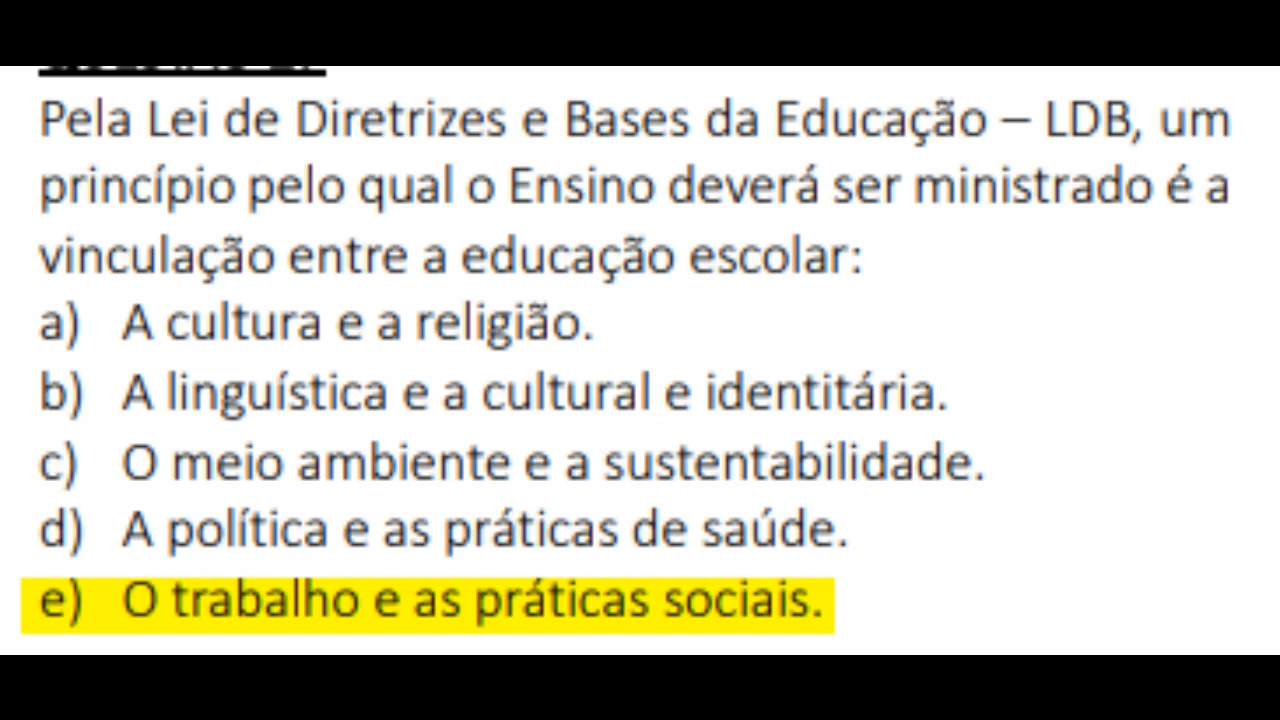 Pela Lei de Diretrizes e Bases da Educação – LDB, um
princípio pelo qual o Ensino deverá ser ministrado é a
vinculação entre a educação escolar:
a) A cultura e a religião.
b) A linguística e a cultural e identitária.
c) O meio ambiente e a sustentabilidade.
d) A política e as práticas de saúde.
e) O trabalho e as práticas sociais.